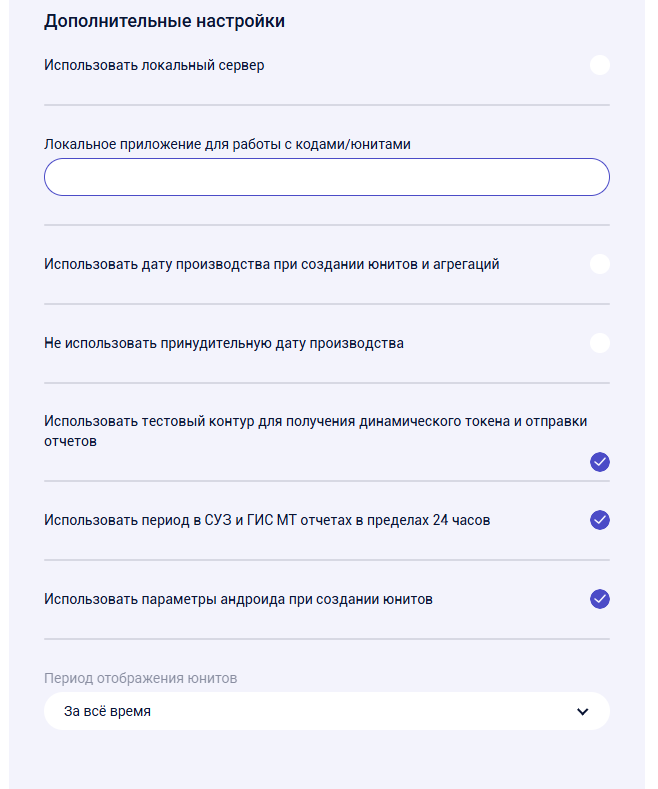 Дополнительные настройки
Использовать локальный сервер
Локальное приложение для работы с кодами/юнитами
Использовать дату производства при создании юнитов и агрегаций
Не использовать принудительную дату производства
Использовать тестовый контур для получения динамического токена и отправки
отчетов
Использовать период в СУЗ и ГИС МТ отчетах в пределах 24 часов
Использовать параметры андроида при создании юнитов
Период отображения юнитов
За всё время